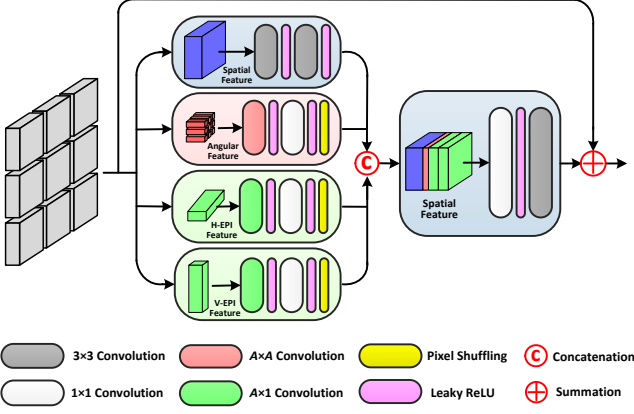 Spatial
Feature
Angular
Feature
H-EPI
Feature
V-EPI
Feature
C
Spatial
Feature
3×3 Convolution
A×A Convolution
Pixel Shuffling
C Concatenation
1×1 Convolution
A×1 Convolution
Leaky ReLU
Summation